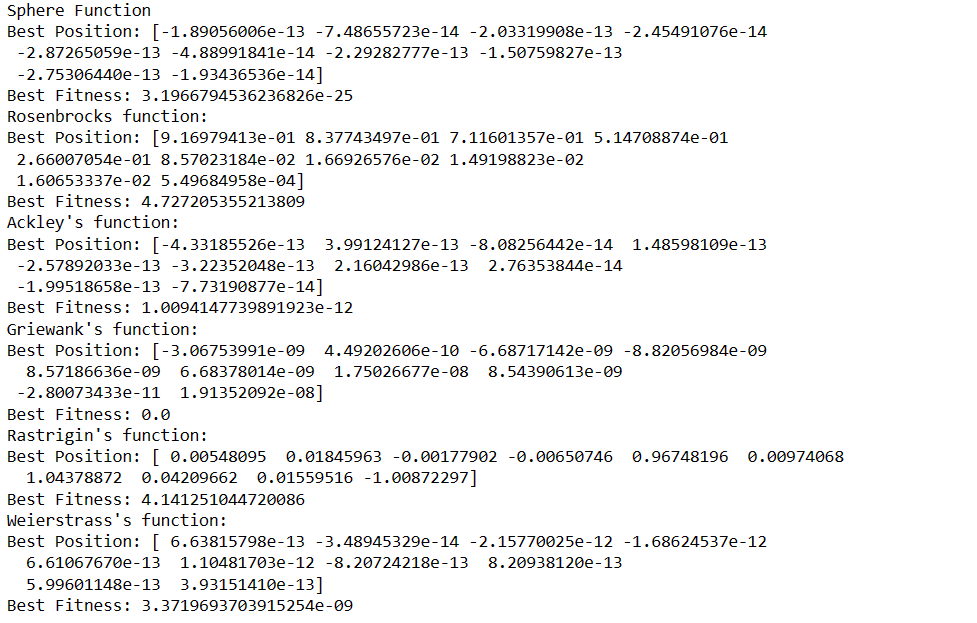 Sphere Function
Best Position: [-1.89056006e-13 -7.48655723e-14 -2.03319908e-13 -2.45491076e-14
 -2.87265059e-13 -4.88991841e-14 -2.29282777e-13 -1.50759827e-13
 -2.75306440e-13 -1.93436536e-14]
Best Fitness: 3.1966794536236826e-25
Rosenbrocks function:
Best Position: [9.16979413e-01 8.37743497e-01 7.11601357e-01 5.14708874e-01
 2.66007054e-01 8.57023184e-02 1.66926576e-02 1.49198823e-02
 1.60653337e-02 5.49684958e-04]
Best Fitness: 4.727205355213809
Ackley's function:
Best Position: [-4.33185526e-13  3.99124127e-13 -8.08256442e-14  1.48598109e-13
 -2.57892033e-13 -3.22352048e-13  2.16042986e-13  2.76353844e-14
 -1.99518658e-13 -7.73190877e-14]
Best Fitness: 1.0094147739891923e-12
Griewank's function:
Best Position: [-3.06753991e-09  4.49202606e-10 -6.68717142e-09 -8.82056984e-09
  8.57186636e-09  6.68378014e-09  1.75026677e-08  8.54390613e-09
 -2.80073433e-11  1.91352092e-08]
Best Fitness: 0.0
Rastrigin's function:
Best Position: [ 0.00548095  0.01845963 -0.00177902 -0.00650746  0.96748196  0.00974068
  1.04378872  0.04209662  0.01559516 -1.00872297]
Best Fitness: 4.141251044720086
Weierstrass's function:
Best Position: [ 6.63815798e-13 -3.48945329e-14 -2.15770025e-12 -1.68624537e-12
  6.61067670e-13  1.10481703e-12 -8.20724218e-13  8.20938120e-13
  5.99601148e-13  3.93151410e-13]
Best Fitness: 3.3719693703915254e-09